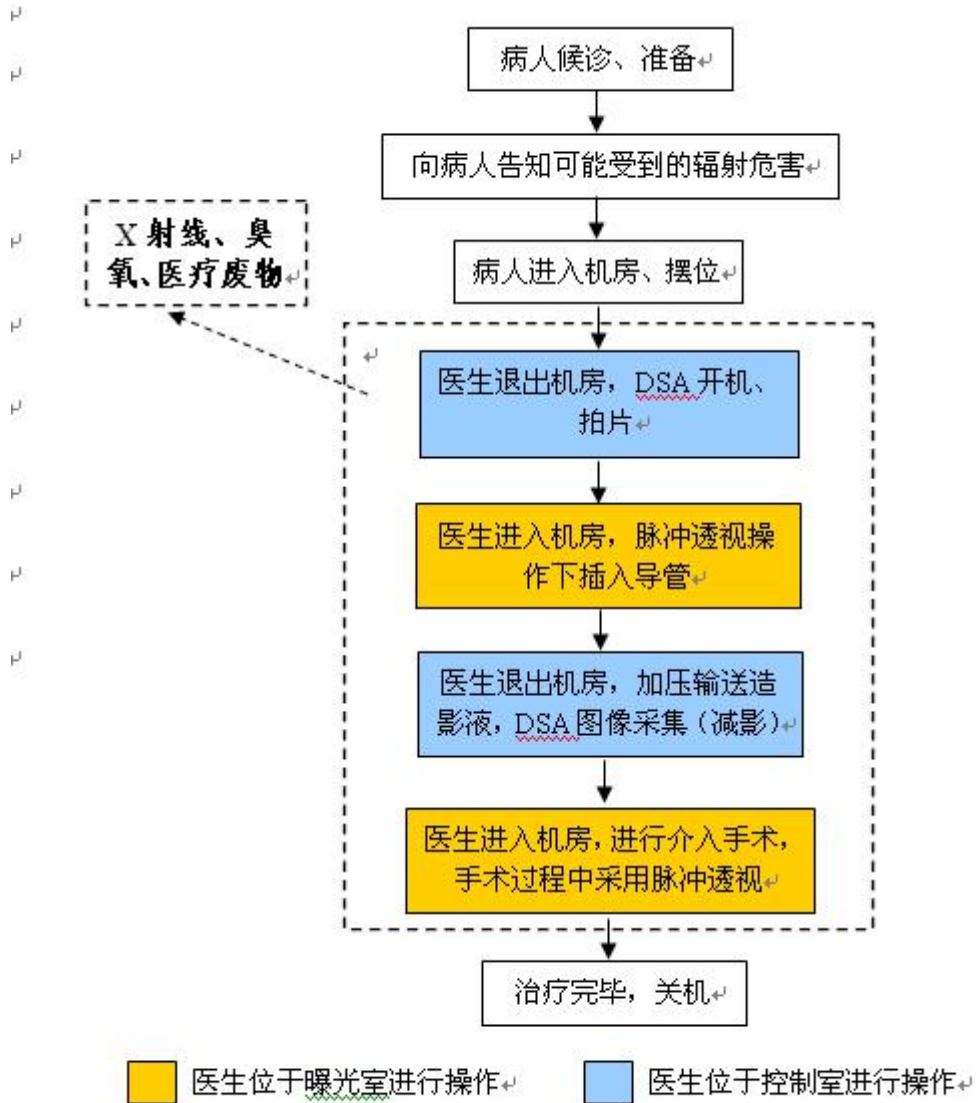 病人候诊、准备
向病人告知可能受到的辐射危害
X 射线、臭
氧、医疗废物
病人进入机房、摆位
医生退出机房，DSA 开机、
拍片
医生进入机房，脉冲透视操
作下插入导管
医生退出机房，加压输送造
影液，DSA 图像采集（减影）
医生进入机房，进行介入手术，
手术过程中采用脉冲透视
治疗完毕，关机
医生位于曝光室进行操作
医生位于控制室进行操作